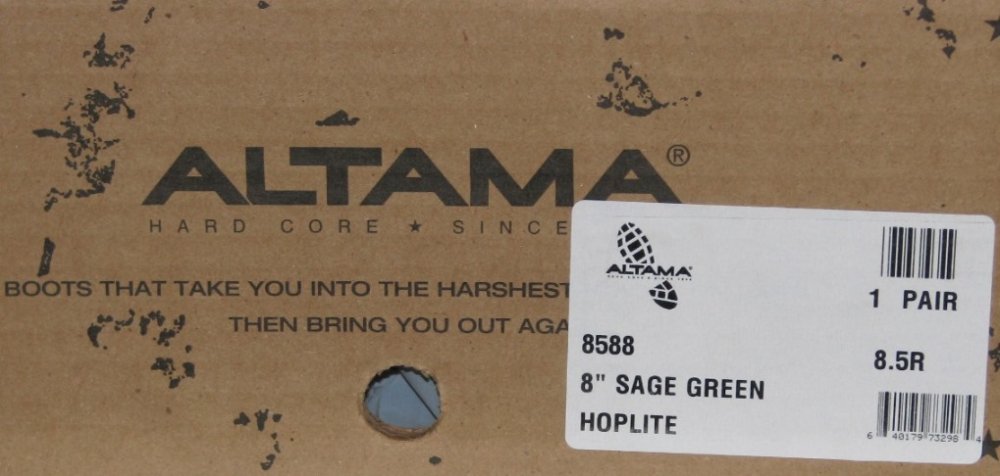 ALTAMA®
HARD CORE ★ SINCE
BOOTS THAT TAKE YOU INTO THE HARSHEST
THEN BRING YOU OUT AGA
ALTAMA
1 PAIR
8588
8.5R
8" SAGE GREEN
HOPLITE
6 40179 73298 4